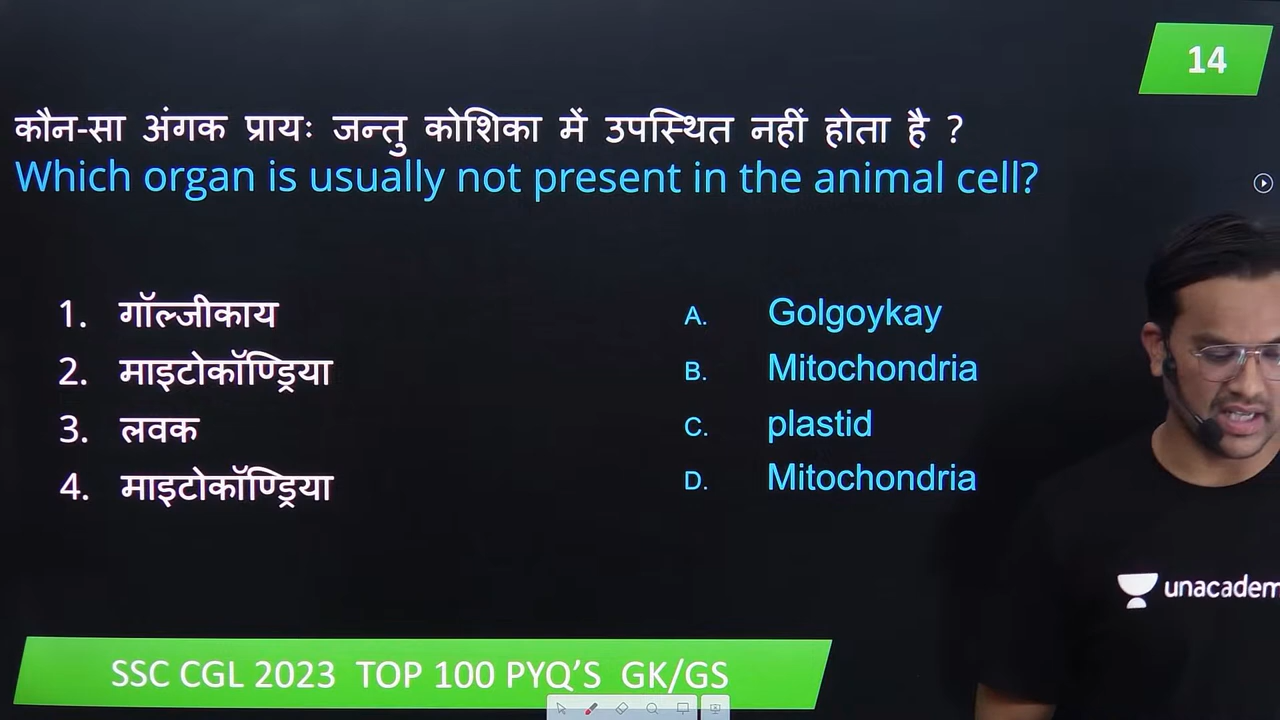 14
कौन-सा अंगक प्रायः जन्तु कोशिका में उपस्थित नहीं होता है ?
Which organ is usually not present in the animal cell?
1. गॉल्जीकाय
2. माइटोकॉण्ड्रिया
3. लवक
4. माइटोकॉण्ड्रिया
A. Golgoykay
B. Mitochondria
C. plastid
D. Mitochondria
unacadem
SSC CGL 2023 TOP 100 PYQ’S GK/GS